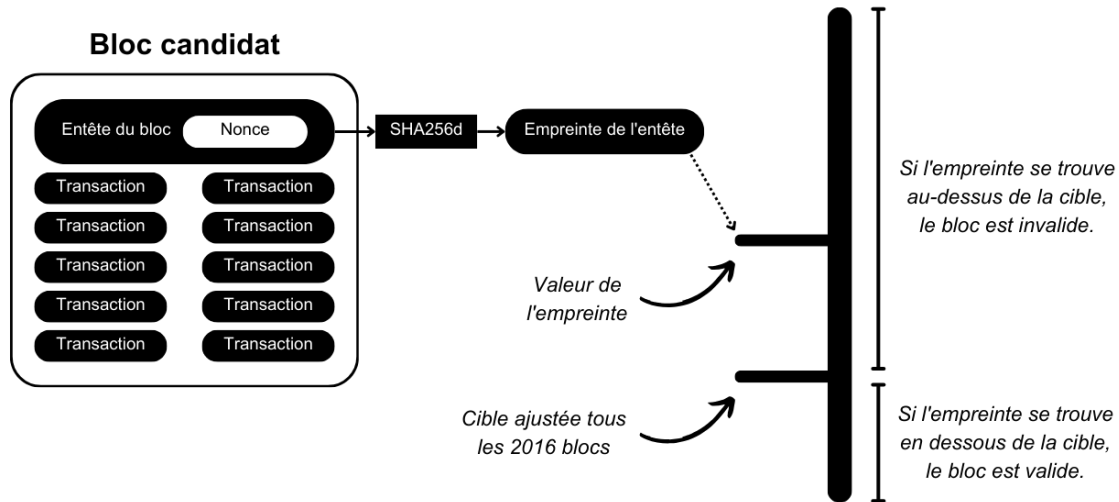 Bloc candidat
Entête du bloc
Nonce
SHA256d
Empreinte de l'entête
Transaction
Transaction
Transaction
Transaction
Transaction
Transaction
Transaction
Transaction
Transaction
Transaction
Valeur de
l'empreinte
Cible ajustée tous
les 2016 blocs
Si l'empreinte se trouve
au-dessus de la cible,
le bloc est invalide.
Si l'empreinte se trouve
en dessous de la cible,
le bloc est valide.